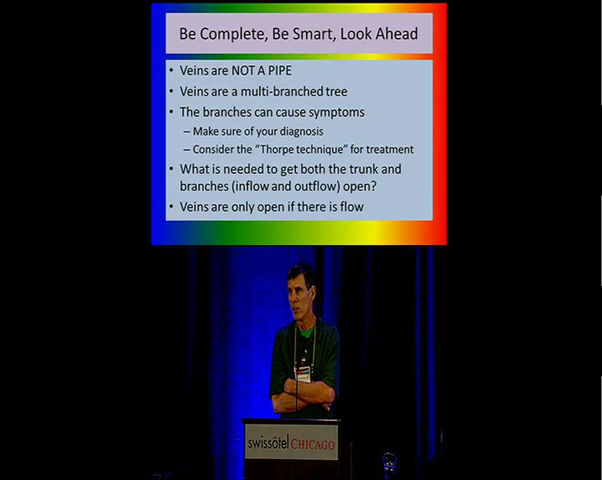 Be Complete, Be Smart, Look Ahead
• Veins are NOT A PIPE
• Veins are a multi-branched tree
• The branches can cause symptoms
– Make sure of your diagnosis
– Consider the “Thorpe technique” for treatment
• What is needed to get both the trunk and
branches (inflow and outflow) open?
• Veins are only open if there is flow
swissôtel CHICAGO